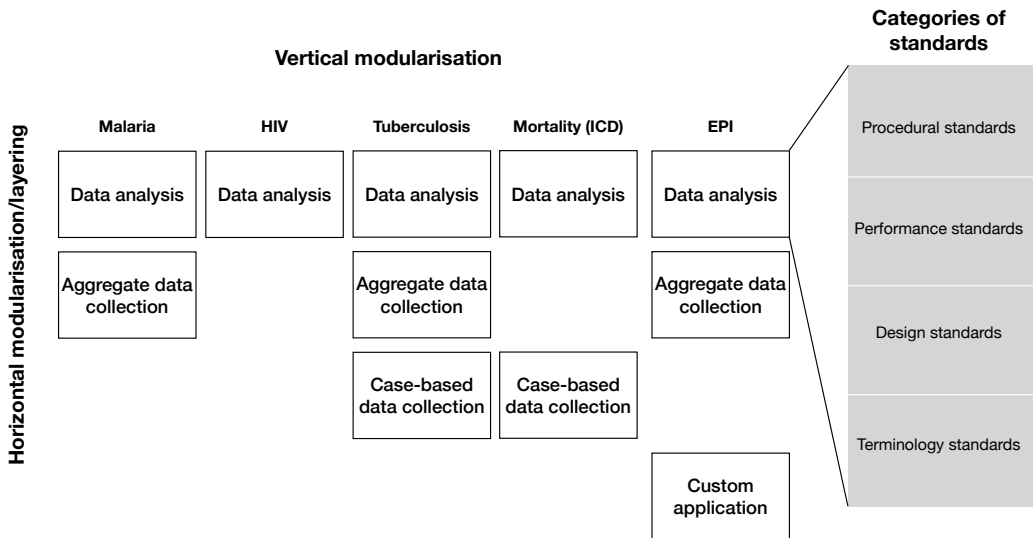 Categories of
standards
Vertical modularisation
Horizontal modularisation/layering
Malaria
HIV
Tuberculosis
Mortality (ICD)
EPI
Data analysis
Data analysis
Data analysis
Data analysis
Data analysis
Aggregate data
collection
Aggregate data
collection
Aggregate data
collection
Case-based
data collection
Case-based
data collection
Custom
application
Procedural standards
Performance standards
Design standards
Terminology standards